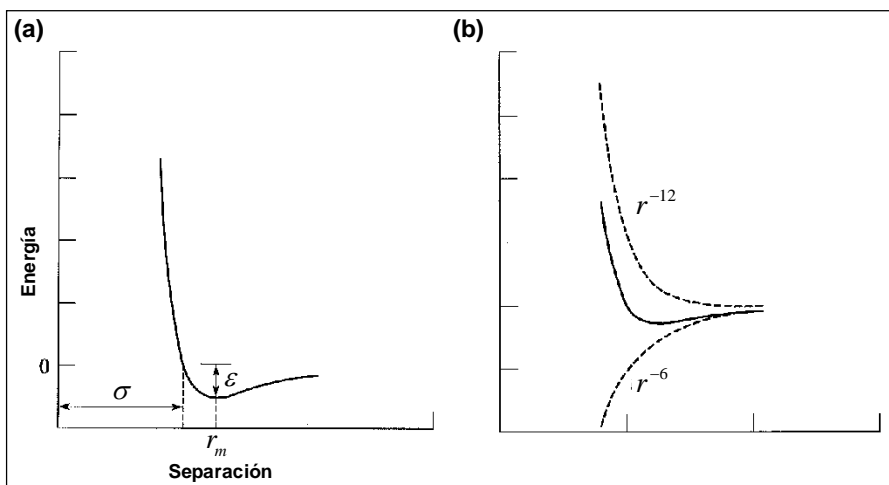 (a)
Energía
0
σ
ε
r_m
Separación
(b)
r^{-12}
r^{-6}